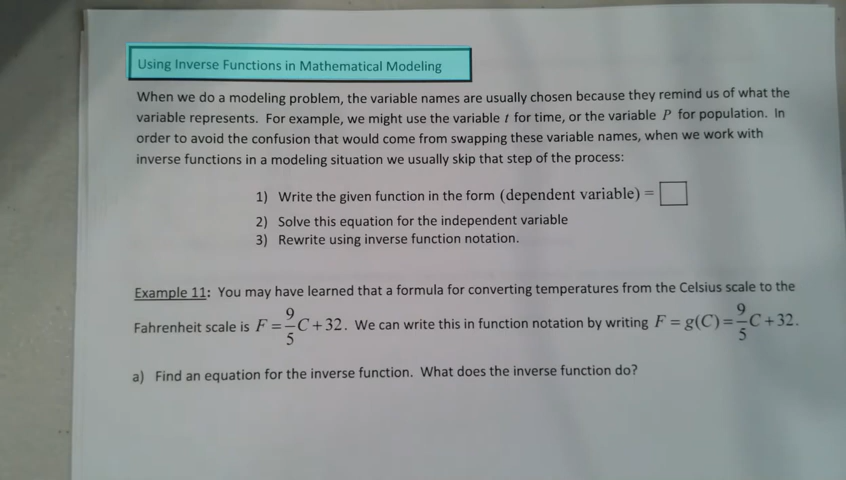 Using Inverse Functions in Mathematical Modeling
When we do a modeling problem, the variable names are usually chosen because they remind us of what the
variable represents. For example, we might use the variable t for time, or the variable P for population. In
order to avoid the confusion that would come from swapping these variable names, when we work with
inverse functions in a modeling situation we usually skip that step of the process:
1) Write the given function in the form (dependent variable) = □
2) Solve this equation for the independent variable
3) Rewrite using inverse function notation.
Example 11: You may have learned that a formula for converting temperatures from the Celsius scale to the
Fahrenheit scale is F = 9/5 C + 32. We can write this in function notation by writing F = g(C) = 9/5 C + 32.
a) Find an equation for the inverse function. What does the inverse function do?